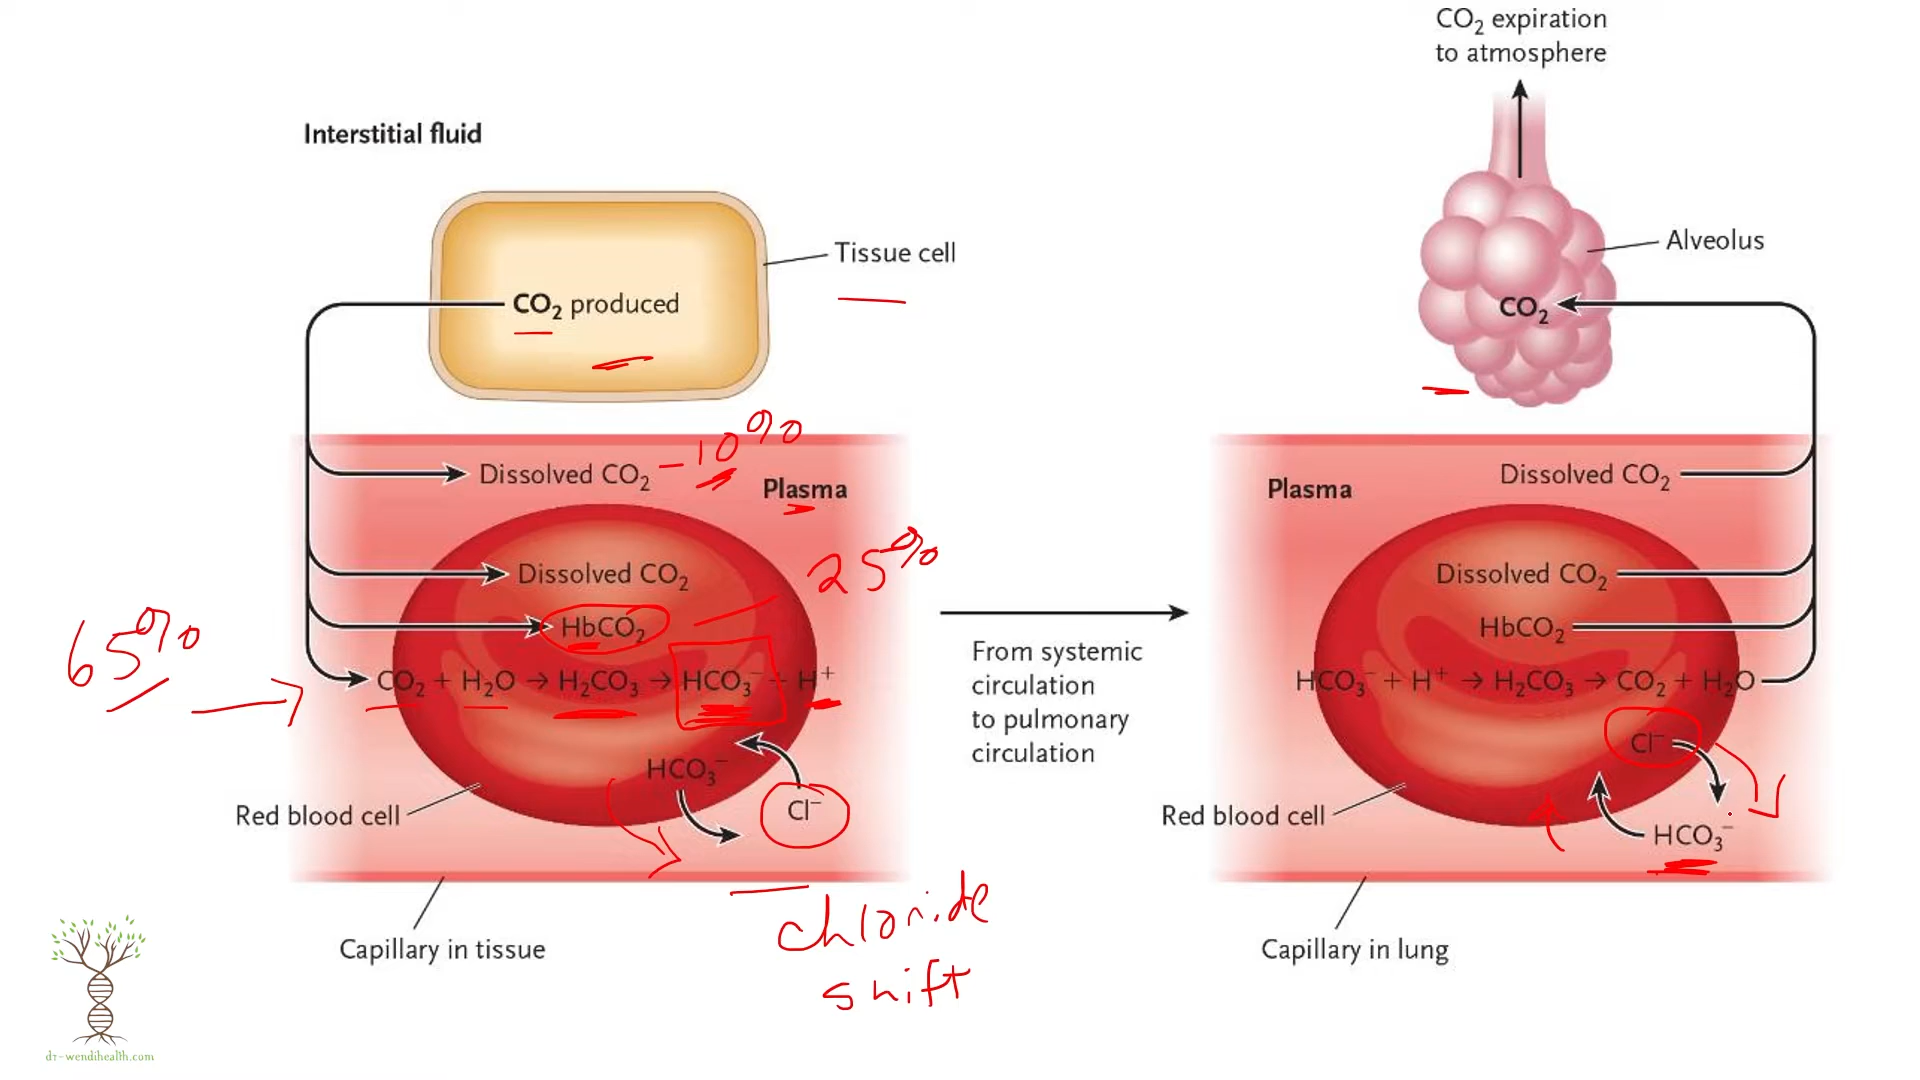 CO₂ expiration
to atmosphere
Interstitial fluid
Tissue cell
CO₂ produced
Alveolus
CO₂
Dissolved CO₂ – 10%
Plasma
25%
Dissolved CO₂
HbCO₂
65%
CO₂ + H₂O → H₂CO₃ → HCO₃⁻ + H⁺
HCO₃⁻
Cl⁻
Red blood cell
Capillary in tissue
chloride
shift
From systemic
circulation
to pulmonary
circulation
Dissolved CO₂
Plasma
Dissolved CO₂
HbCO₂
HCO₃⁻ + H⁺ → H₂CO₃ → CO₂ + H₂O
Cl⁻
Red blood cell
HCO₃⁻
Capillary in lung
dr-wendihealth.com